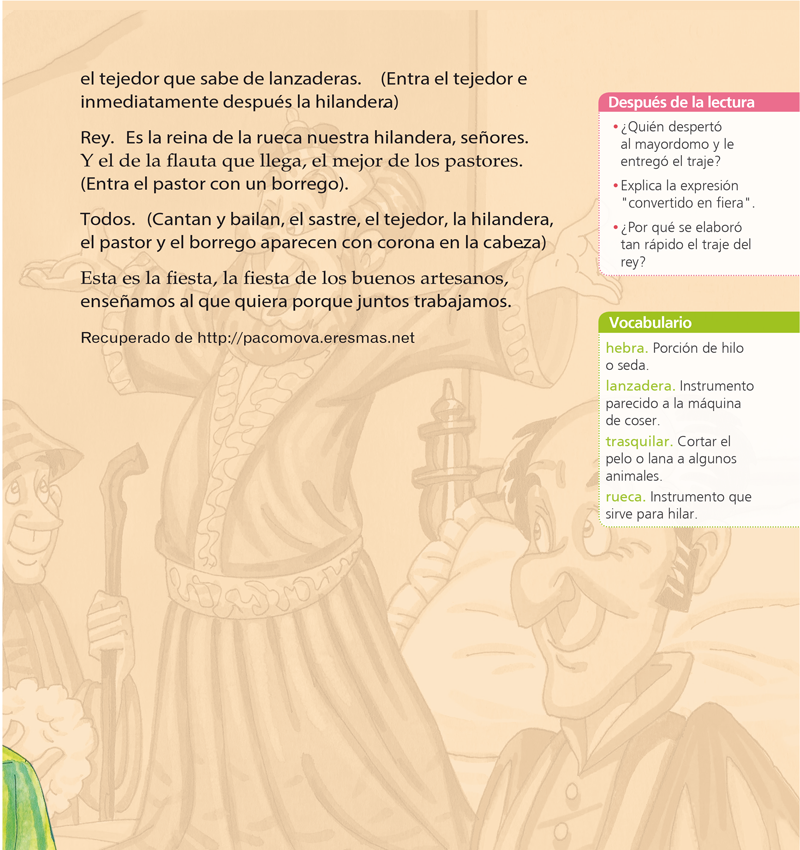 el tejedor que sabe de lanzaderas. (Entra el tejedor e
inmediatamente después la hilandera)
Rey. Es la reina de la rueca nuestra hilandera, señores.
Y el de la flauta que llega, el mejor de los pastores.
(Entra el pastor con un borrego).
Todos. (Cantan y bailan, el sastre, el tejedor, la hilandera,
el pastor y el borrego aparecen con corona en la cabeza)
Esta es la fiesta, la fiesta de los buenos artesanos,
enseñamos al que quiera porque juntos trabajamos.
Recuperado de http://pacomova.eresmas.net
Después de la lectura
• ¿Quién despertó
al mayordomo y le
entregó el traje?
• Explica la expresión
"convertido en fiera".
• ¿Por qué se elaboró
tan rápido el traje del
rey?
Vocabulario
hebra. Porción de hilo
o seda.
lanzadera. Instrumento
parecido a la máquina
de coser.
trasquilar. Cortar el
pelo o lana a algunos
animales.
rueca. Instrumento que
sirve para hilar.